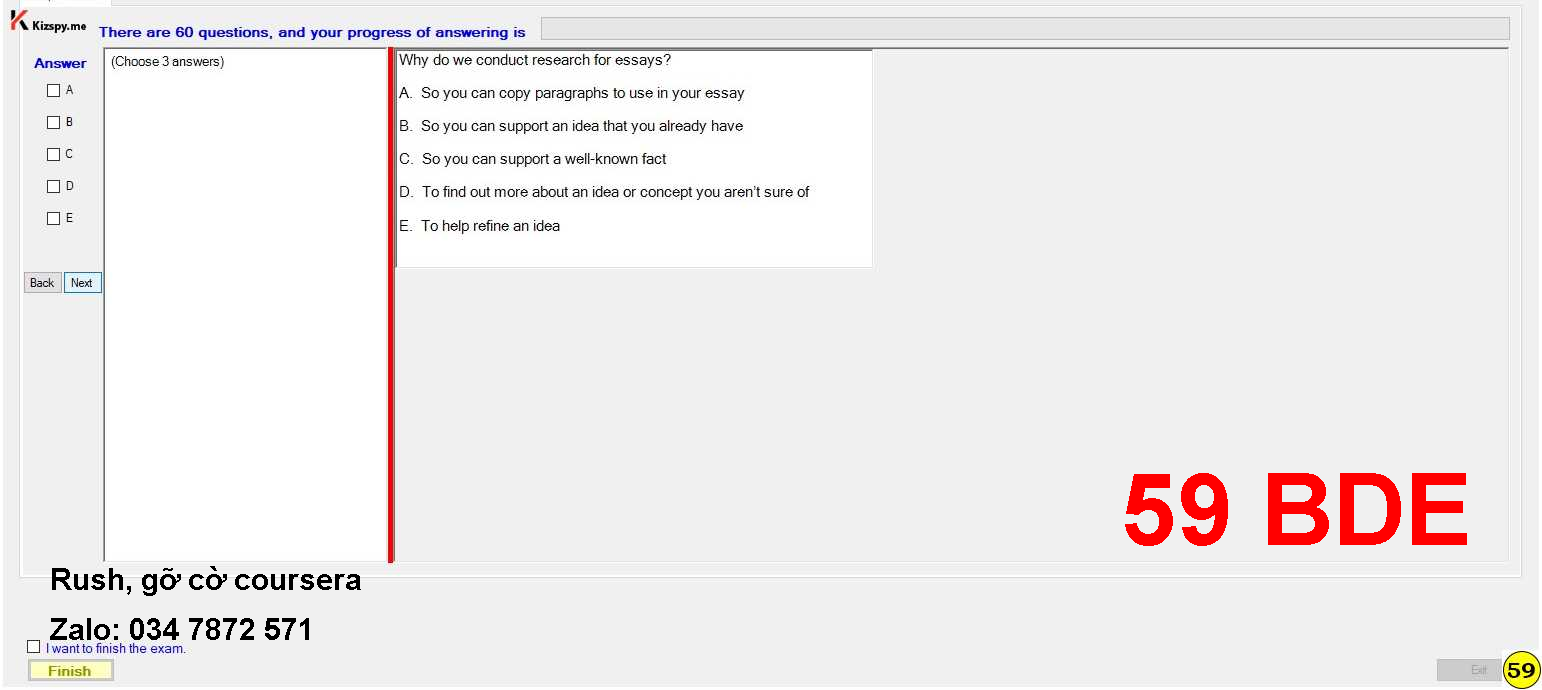 Kizspy.me
There are 60 questions, and your progress of answering is
Answer
(Choose 3 answers)
A
B
C
D
E
Back
Next
Why do we conduct research for essays?
A. So you can copy paragraphs to use in your essay
B. So you can support an idea that you already have
C. So you can support a well-known fact
D. To find out more about an idea or concept you aren't sure of
E. To help refine an idea
59 BDE
Rush, gỡ cờ coursera
Zalo: 034 7872 571
I want to finish the exam.
Finish
Exit
59